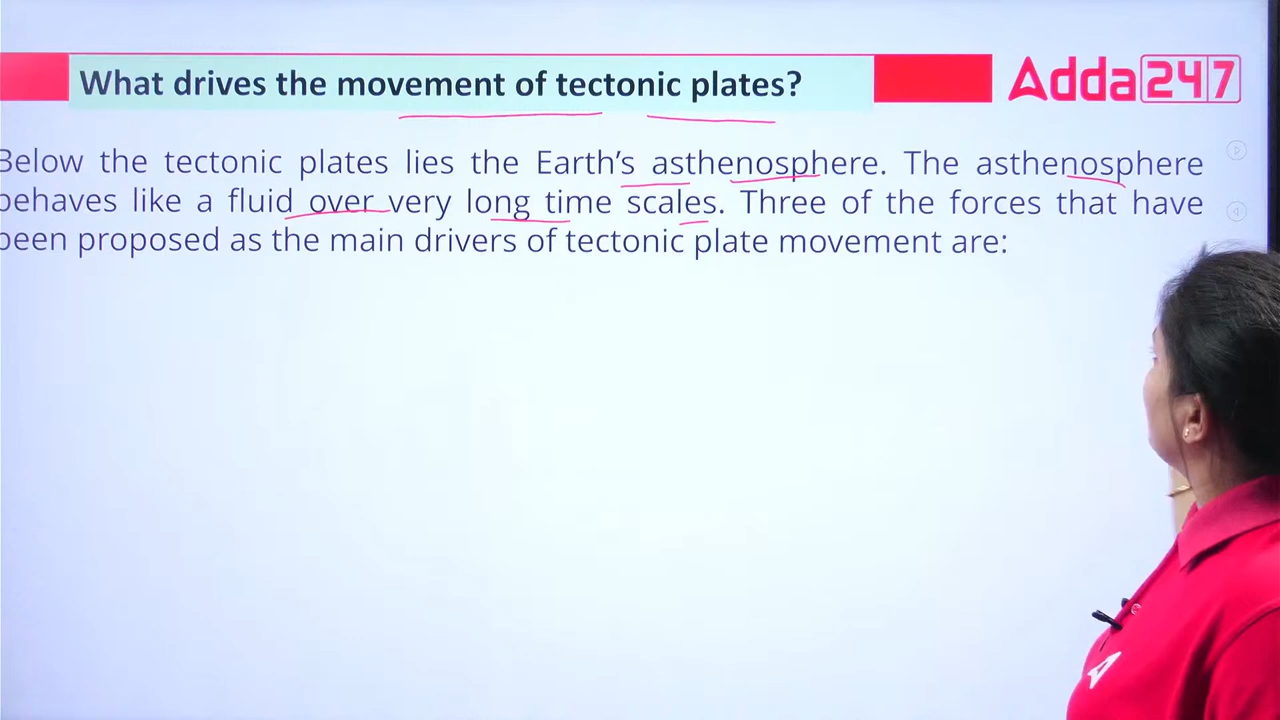 What drives the movement of tectonic plates?
Adda247
Below the tectonic plates lies the Earth's asthenosphere. The asthenosphere
behaves like a fluid over very long time scales. Three of the forces that have
been proposed as the main drivers of tectonic plate movement are: